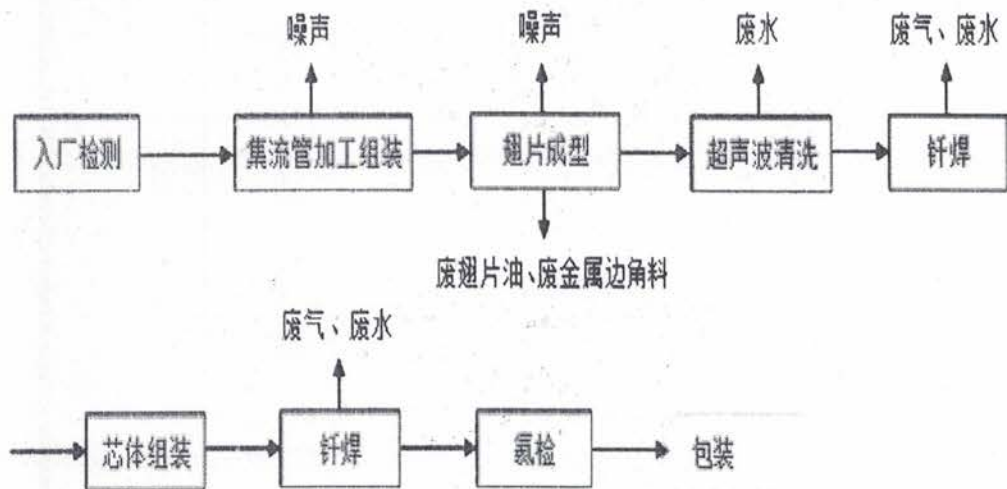 噪声 噪声 废水 废气、废水
入厂检测 集流管加工组装 翅片成型 超声波清洗 钎焊
废翅片油、废金属边角料
废气、废水
芯体组装 钎焊 氦检 包装